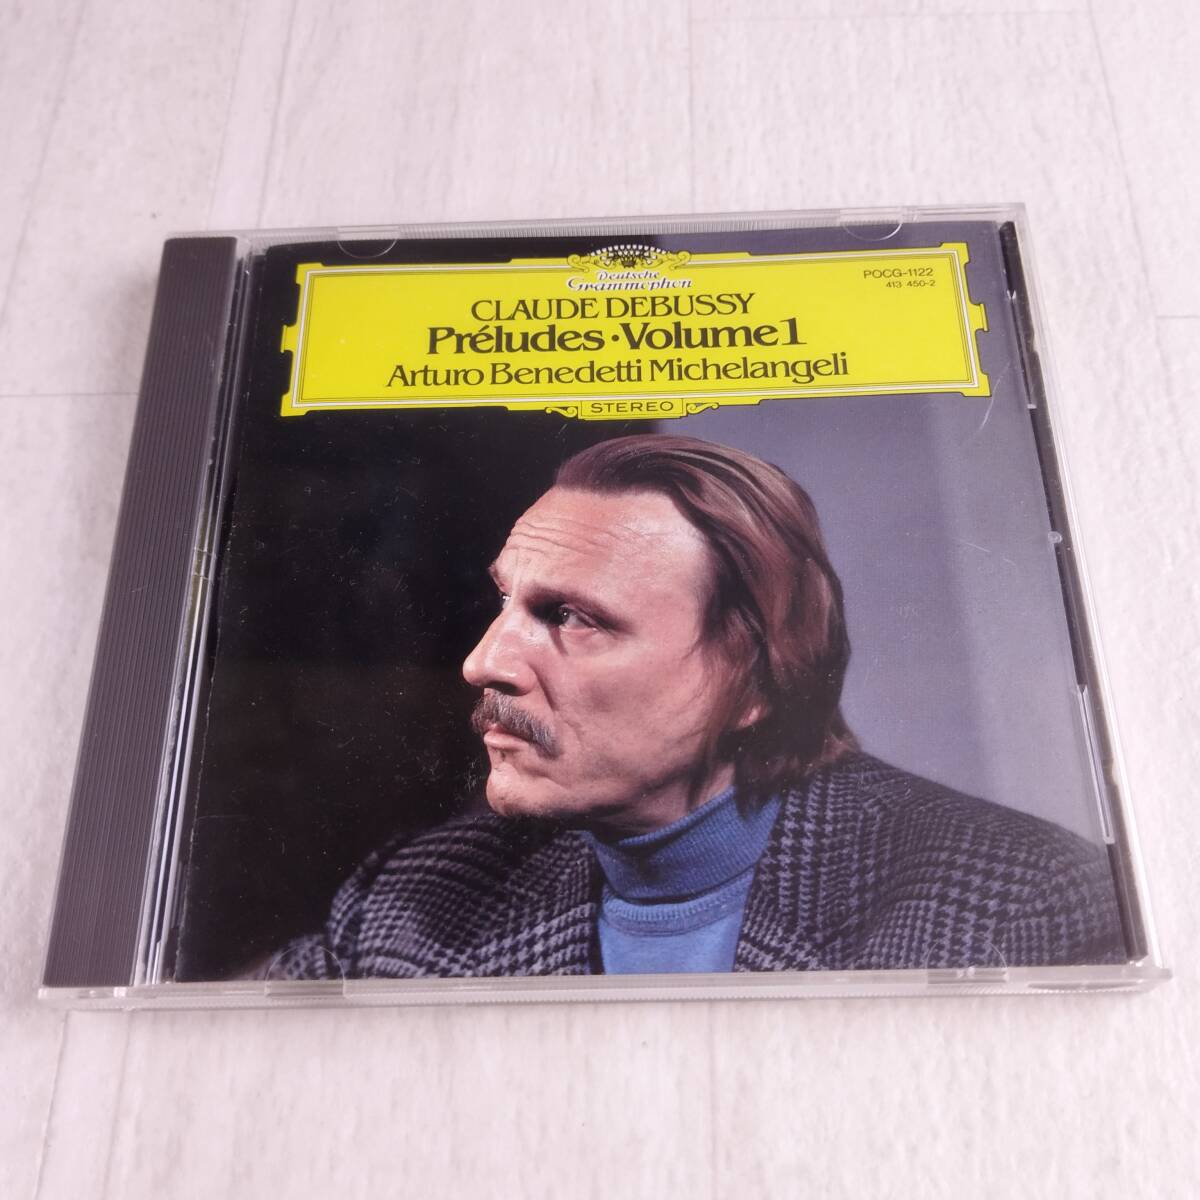 Deutsche
Grammophon
POCG-1122
413 450-2
CLAUDE DEBUSSY
Préludes · Volume 1
Arturo Benedetti Michelangeli
STEREO